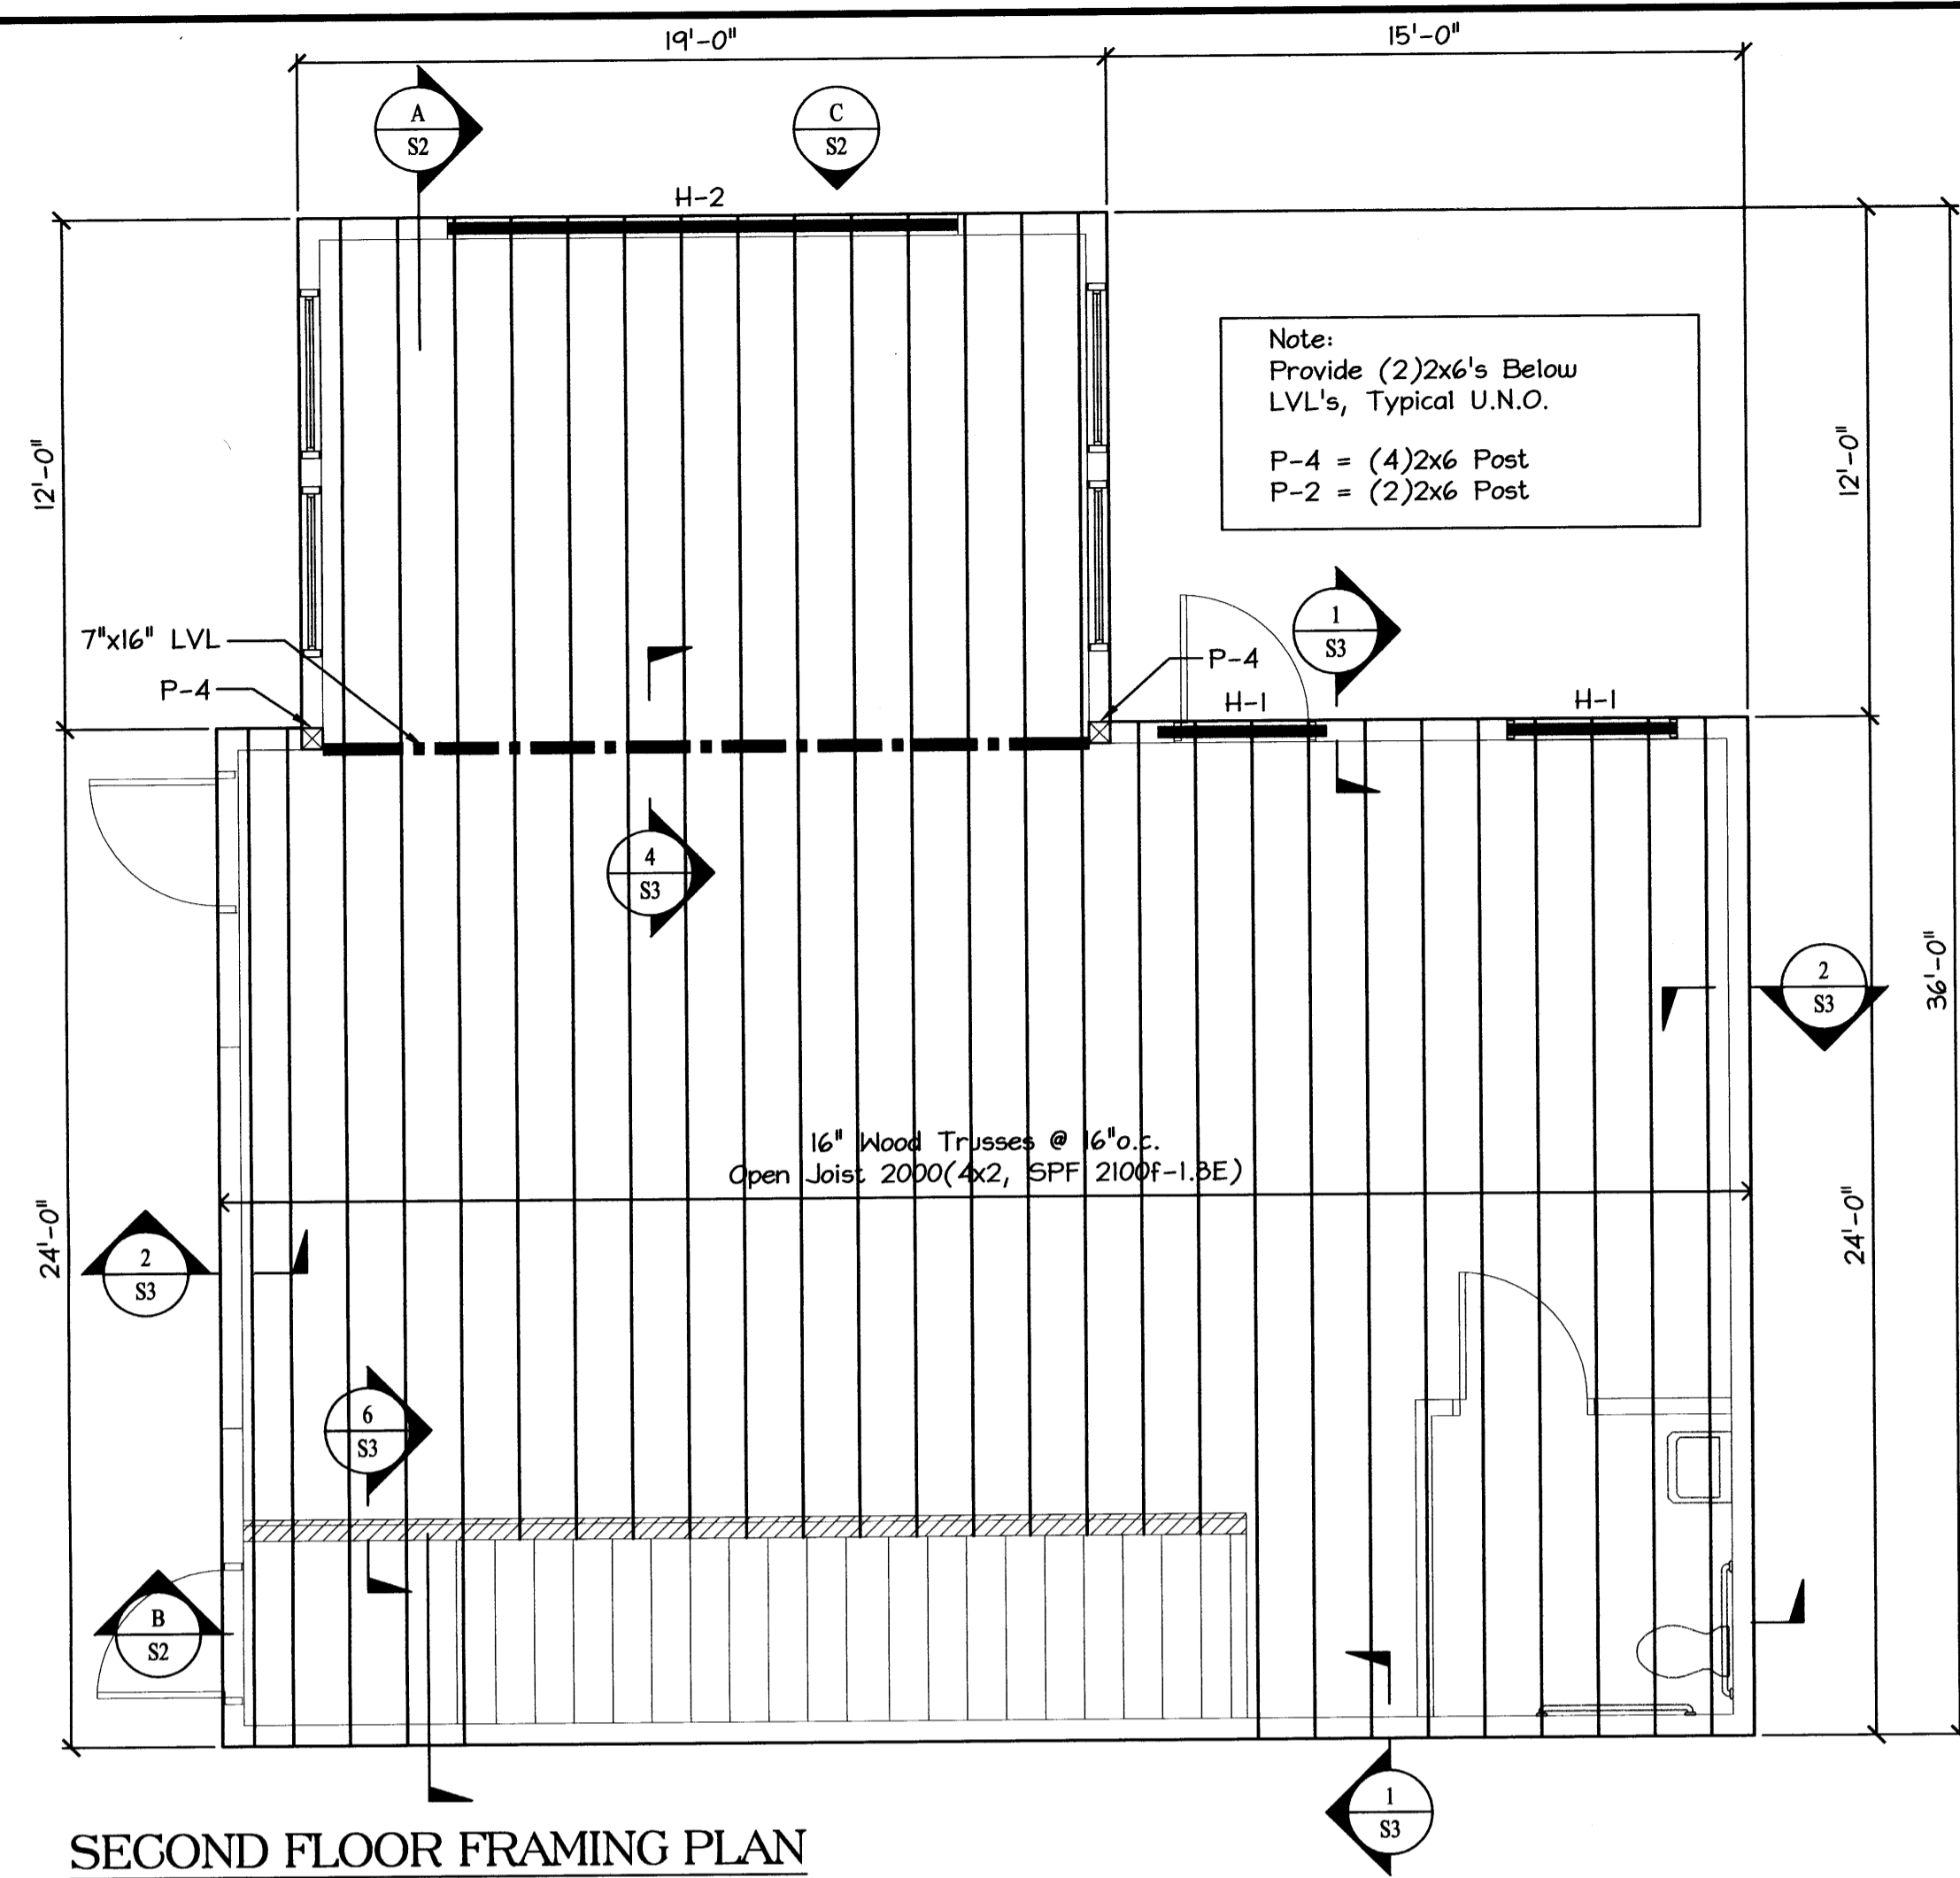 19'-0"
15'-0"
A
S2
C
S2
H-2
Note:
Provide (2)2x6's Below
LVL's, Typical U.N.O.
P-4 = (4)2x6 Post
P-2 = (2)2x6 Post
12'-0"
12'-0"
1
S3
7"x16" LVL
P-4
P-4
H-1
H-1
4
S3
36'-0"
2
S3
16" Wood Trusses @ 16"o.c.
Open Joist 2000(4x2, SPF 2100f-1.8E)
24'-0"
24'-0"
2
S3
6
S3
B
S2
1
S3
SECOND FLOOR FRAMING PLAN